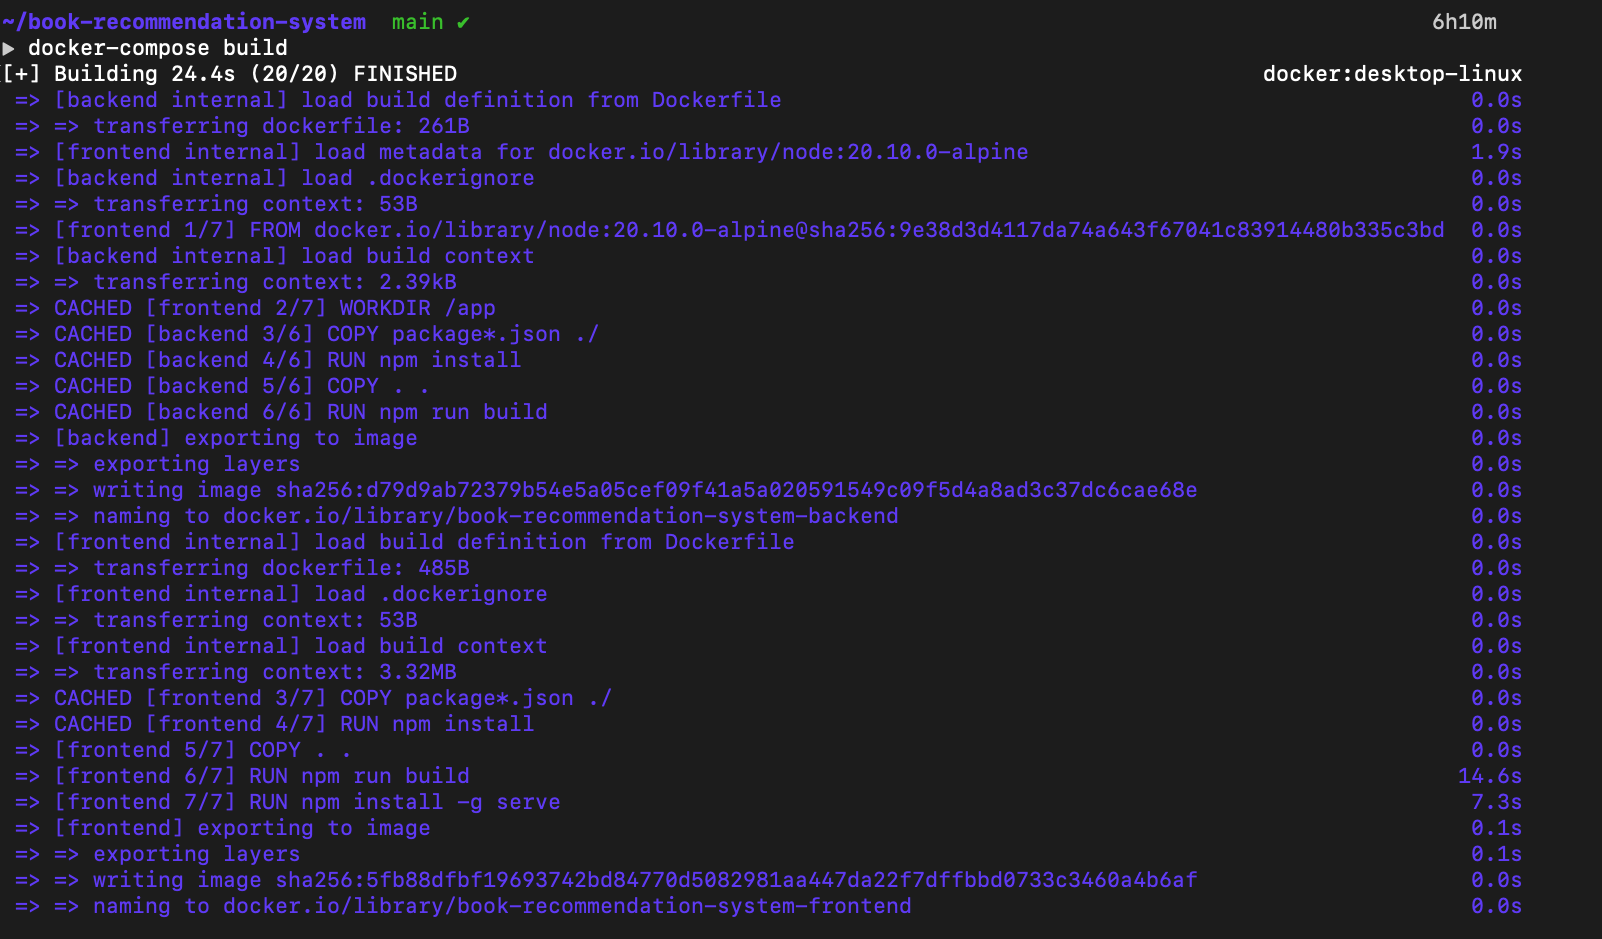 ~/book-recommendation-system main ✔ 6h10m
▶ docker-compose build
[+] Building 24.4s (20/20) FINISHED docker:desktop-linux
=> [backend internal] load build definition from Dockerfile 0.0s
=> => transferring dockerfile: 261B 0.0s
=> [frontend internal] load metadata for docker.io/library/node:20.10.0-alpine 1.9s
=> [backend internal] load .dockerignore 0.0s
=> => transferring context: 53B 0.0s
=> [frontend 1/7] FROM docker.io/library/node:20.10.0-alpine@sha256:9e38d3d4117da74a643f67041c83914480b335c3bd 0.0s
=> [backend internal] load build context 0.0s
=> => transferring context: 2.39kB 0.0s
=> CACHED [frontend 2/7] WORKDIR /app 0.0s
=> CACHED [backend 3/6] COPY package*.json ./ 0.0s
=> CACHED [backend 4/6] RUN npm install 0.0s
=> CACHED [backend 5/6] COPY . . 0.0s
=> CACHED [backend 6/6] RUN npm run build 0.0s
=> [backend] exporting to image 0.0s
=> => exporting layers 0.0s
=> => writing image sha256:d79d9ab72379b54e5a05cef09f41a5a020591549c09f5d4a8ad3c37dc6cae68e 0.0s
=> => naming to docker.io/library/book-recommendation-system-backend 0.0s
=> [frontend internal] load build definition from Dockerfile 0.0s
=> => transferring dockerfile: 485B 0.0s
=> [frontend internal] load .dockerignore 0.0s
=> => transferring context: 53B 0.0s
=> [frontend internal] load build context 0.0s
=> => transferring context: 3.32MB 0.0s
=> CACHED [frontend 3/7] COPY package*.json ./ 0.0s
=> CACHED [frontend 4/7] RUN npm install 0.0s
=> [frontend 5/7] COPY . . 0.0s
=> [frontend 6/7] RUN npm run build 14.6s
=> [frontend 7/7] RUN npm install -g serve 7.3s
=> [frontend] exporting to image 0.1s
=> => exporting layers 0.1s
=> => writing image sha256:5fb88dfbf19693742bd84770d5082981aa447da22f7dffbbd0733c3460a4b6af 0.0s
=> => naming to docker.io/library/book-recommendation-system-frontend 0.0s